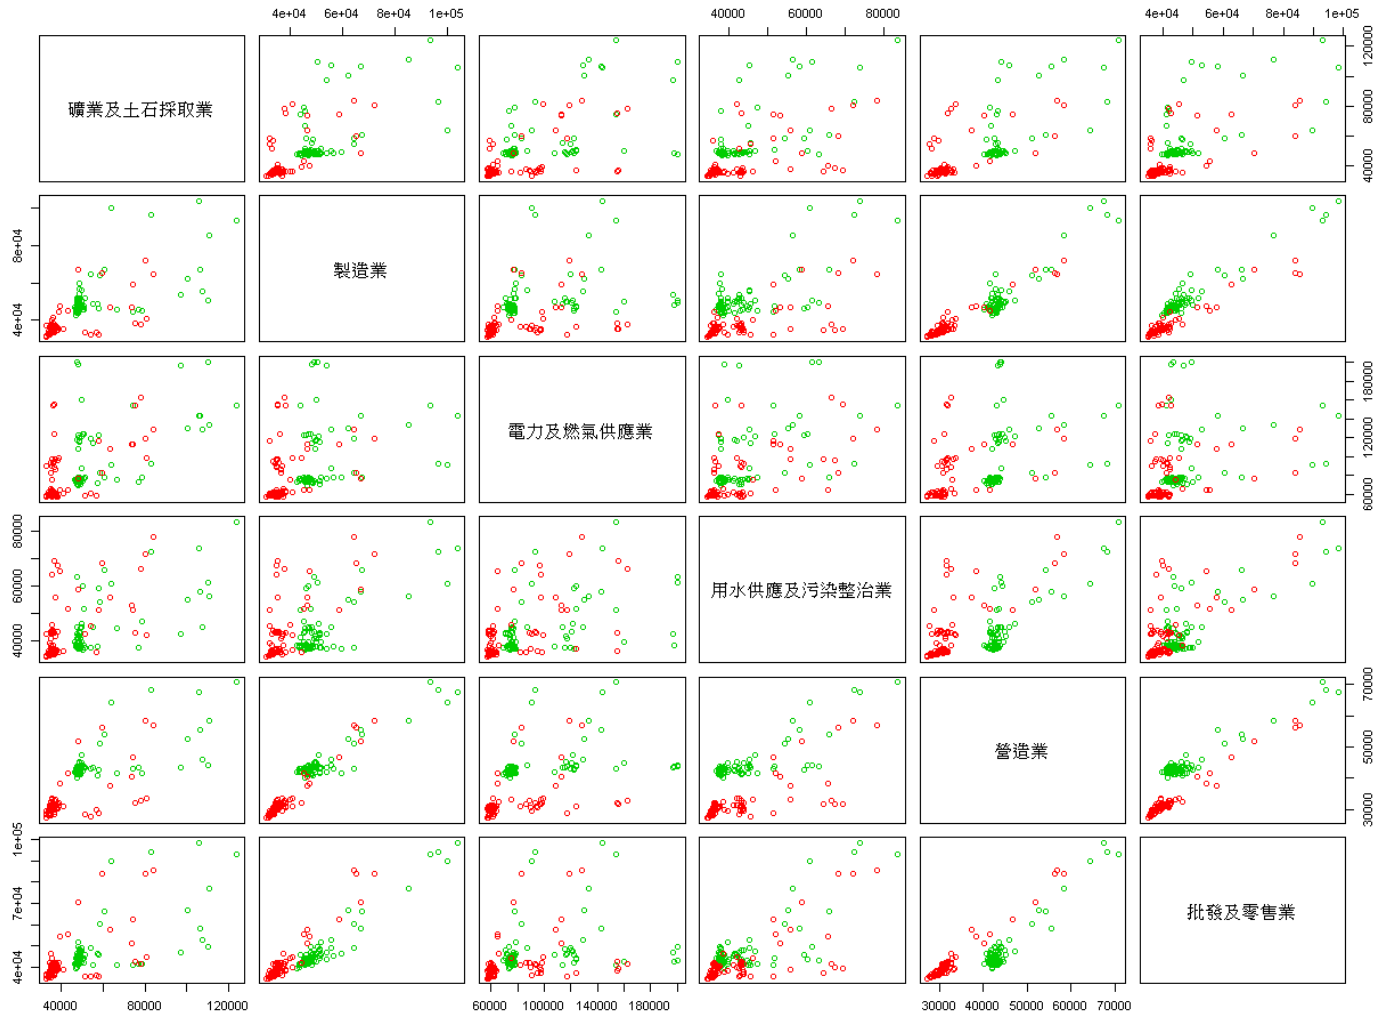 4e+04 6e+04 8e+04 1e+05 40000 60000 80000 4e+04 6e+04 8e+04 1e+05
礦業及土石採取業
40000 80000 120000
製造業
4e+04 8e+04
電力及燃氣供應業
60000 120000 180000
用水供應及污染整治業
40000 600000 80000
營造業
30000 50000 70000
批發及零售業
4e+04 7e+04 1e+05
40000 80000 120000 60000 100000 140000 180000 30000 40000 50000 60000 70000